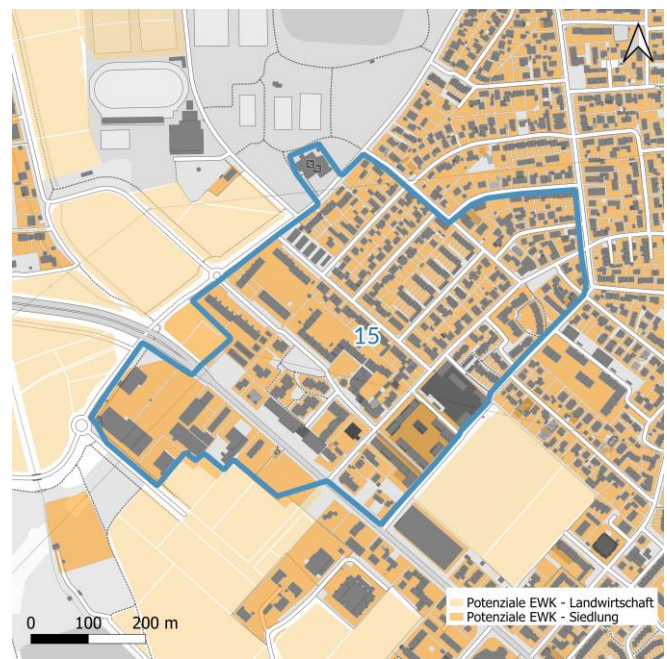 15
Potenziale EWK - Landwirtschaft
Potenziale EWK - Siedlung
0 100 200 m